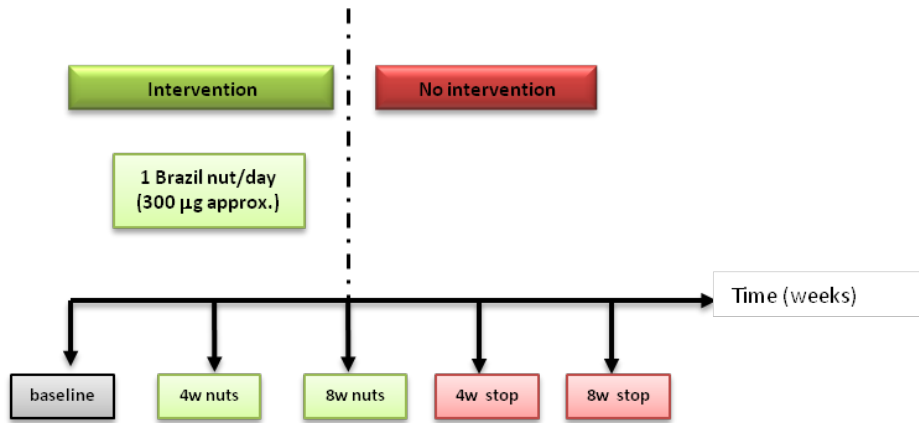 Intervention
No intervention
1 Brazil nut/day
(300 µg approx.)
Time (weeks)
baseline
4w nuts
8w nuts
4w stop
8w stop